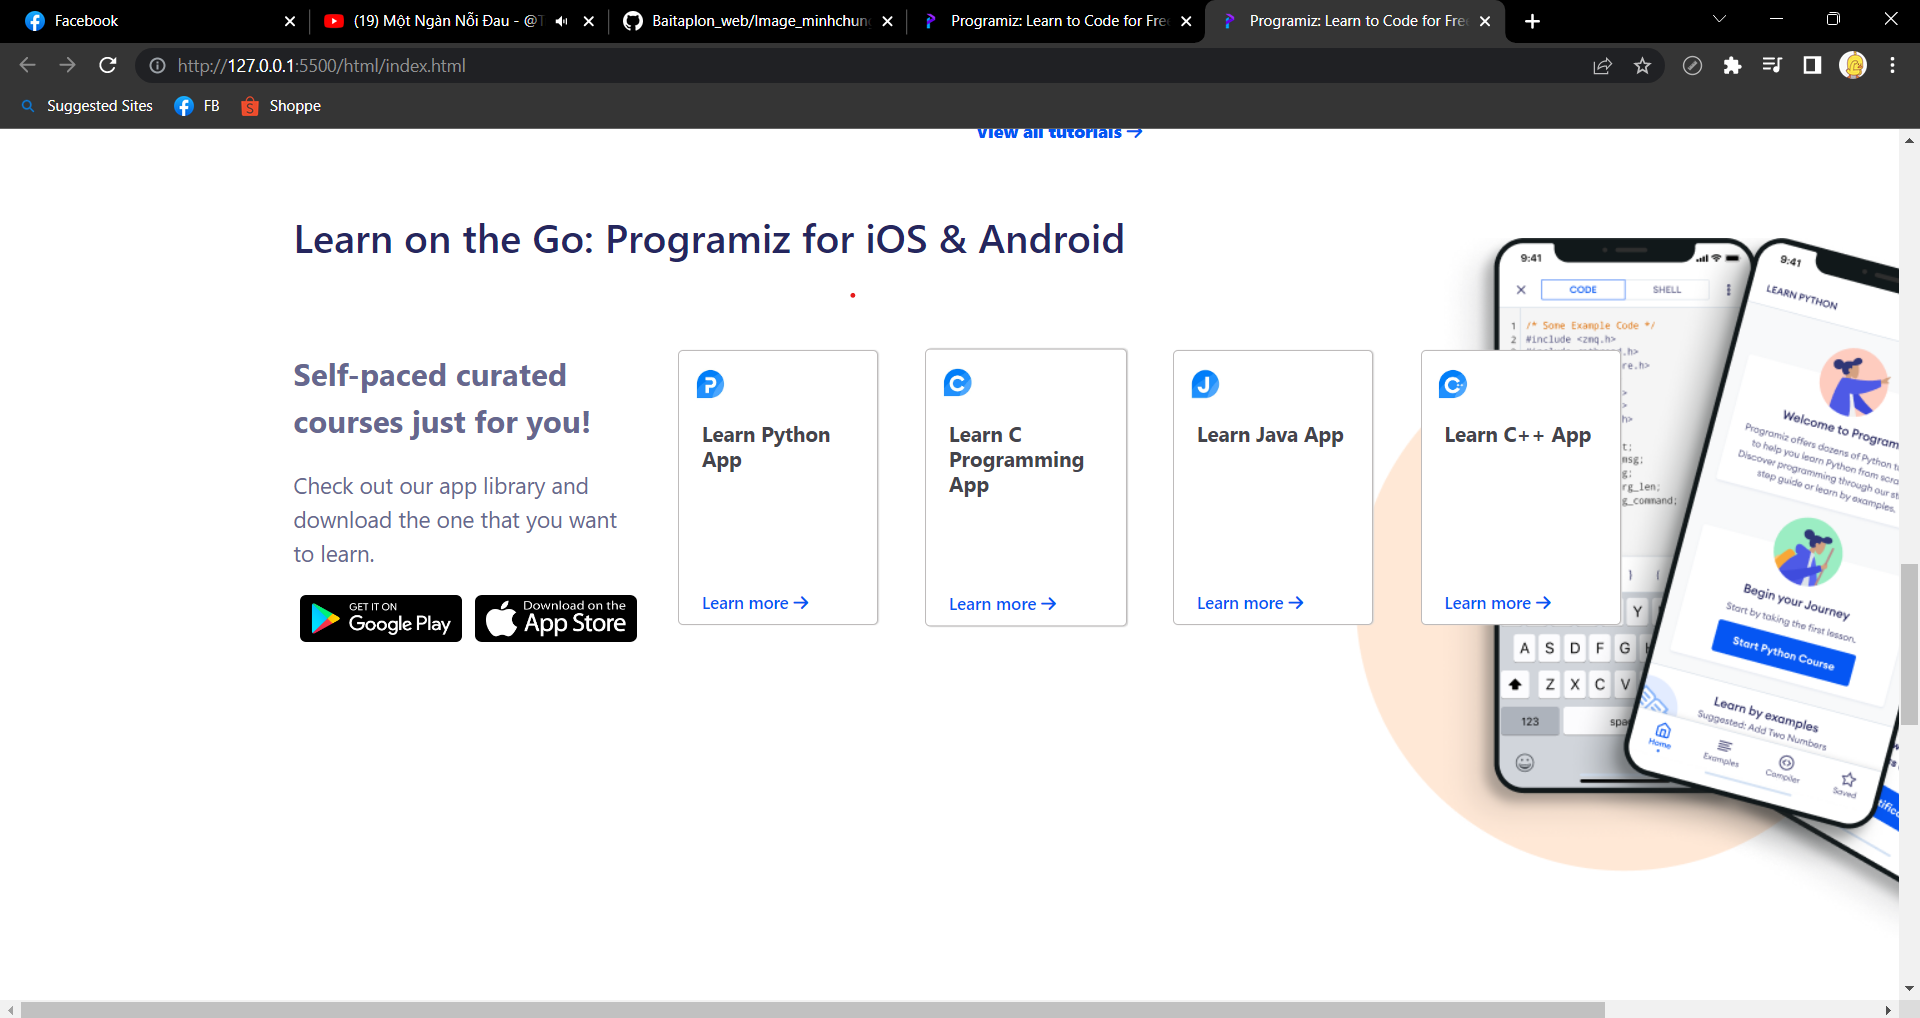 Facebook
(19) Một Ngàn Nỗi Đau - @T
Baitaplon_web/Image_minhchun
Programiz: Learn to Code for Fre
Programiz: Learn to Code for Fre
http://127.0.0.1:5500/html/index.html
Suggested Sites
FB
Shoppe
View all tutorials →
Learn on the Go: Programiz for iOS & Android
Self-paced curated
courses just for you!
Check out our app library and
download the one that you want
to learn.
GET IT ON
Google Play
Download on the
App Store
P
Learn Python
App
Learn more →
C
Learn C
Programming
App
Learn more →
J
Learn Java App
Learn more →
C++
Learn C++ App
Learn more →
9:41
CODE
SHELL
1 /* Some Example Code */
2 #include <zmq.h>
.h>
re.h>
>
>
h>
t;
msg;
g;
rg_len;
g_command;
} (
Y
A S D F G
Z X C V
123
spa
9:41
LEARN PYTHON
Welcome to Program
Programiz offers dozens of Python t
to help you learn Python from scra
Discover programming through our st
step guide or learn by examples.
Begin your Journey
Start by taking the first lesson.
Start Python Course
Learn by examples
Suggested: Add Two Numbers
Home
Examples
Compiler
Saved